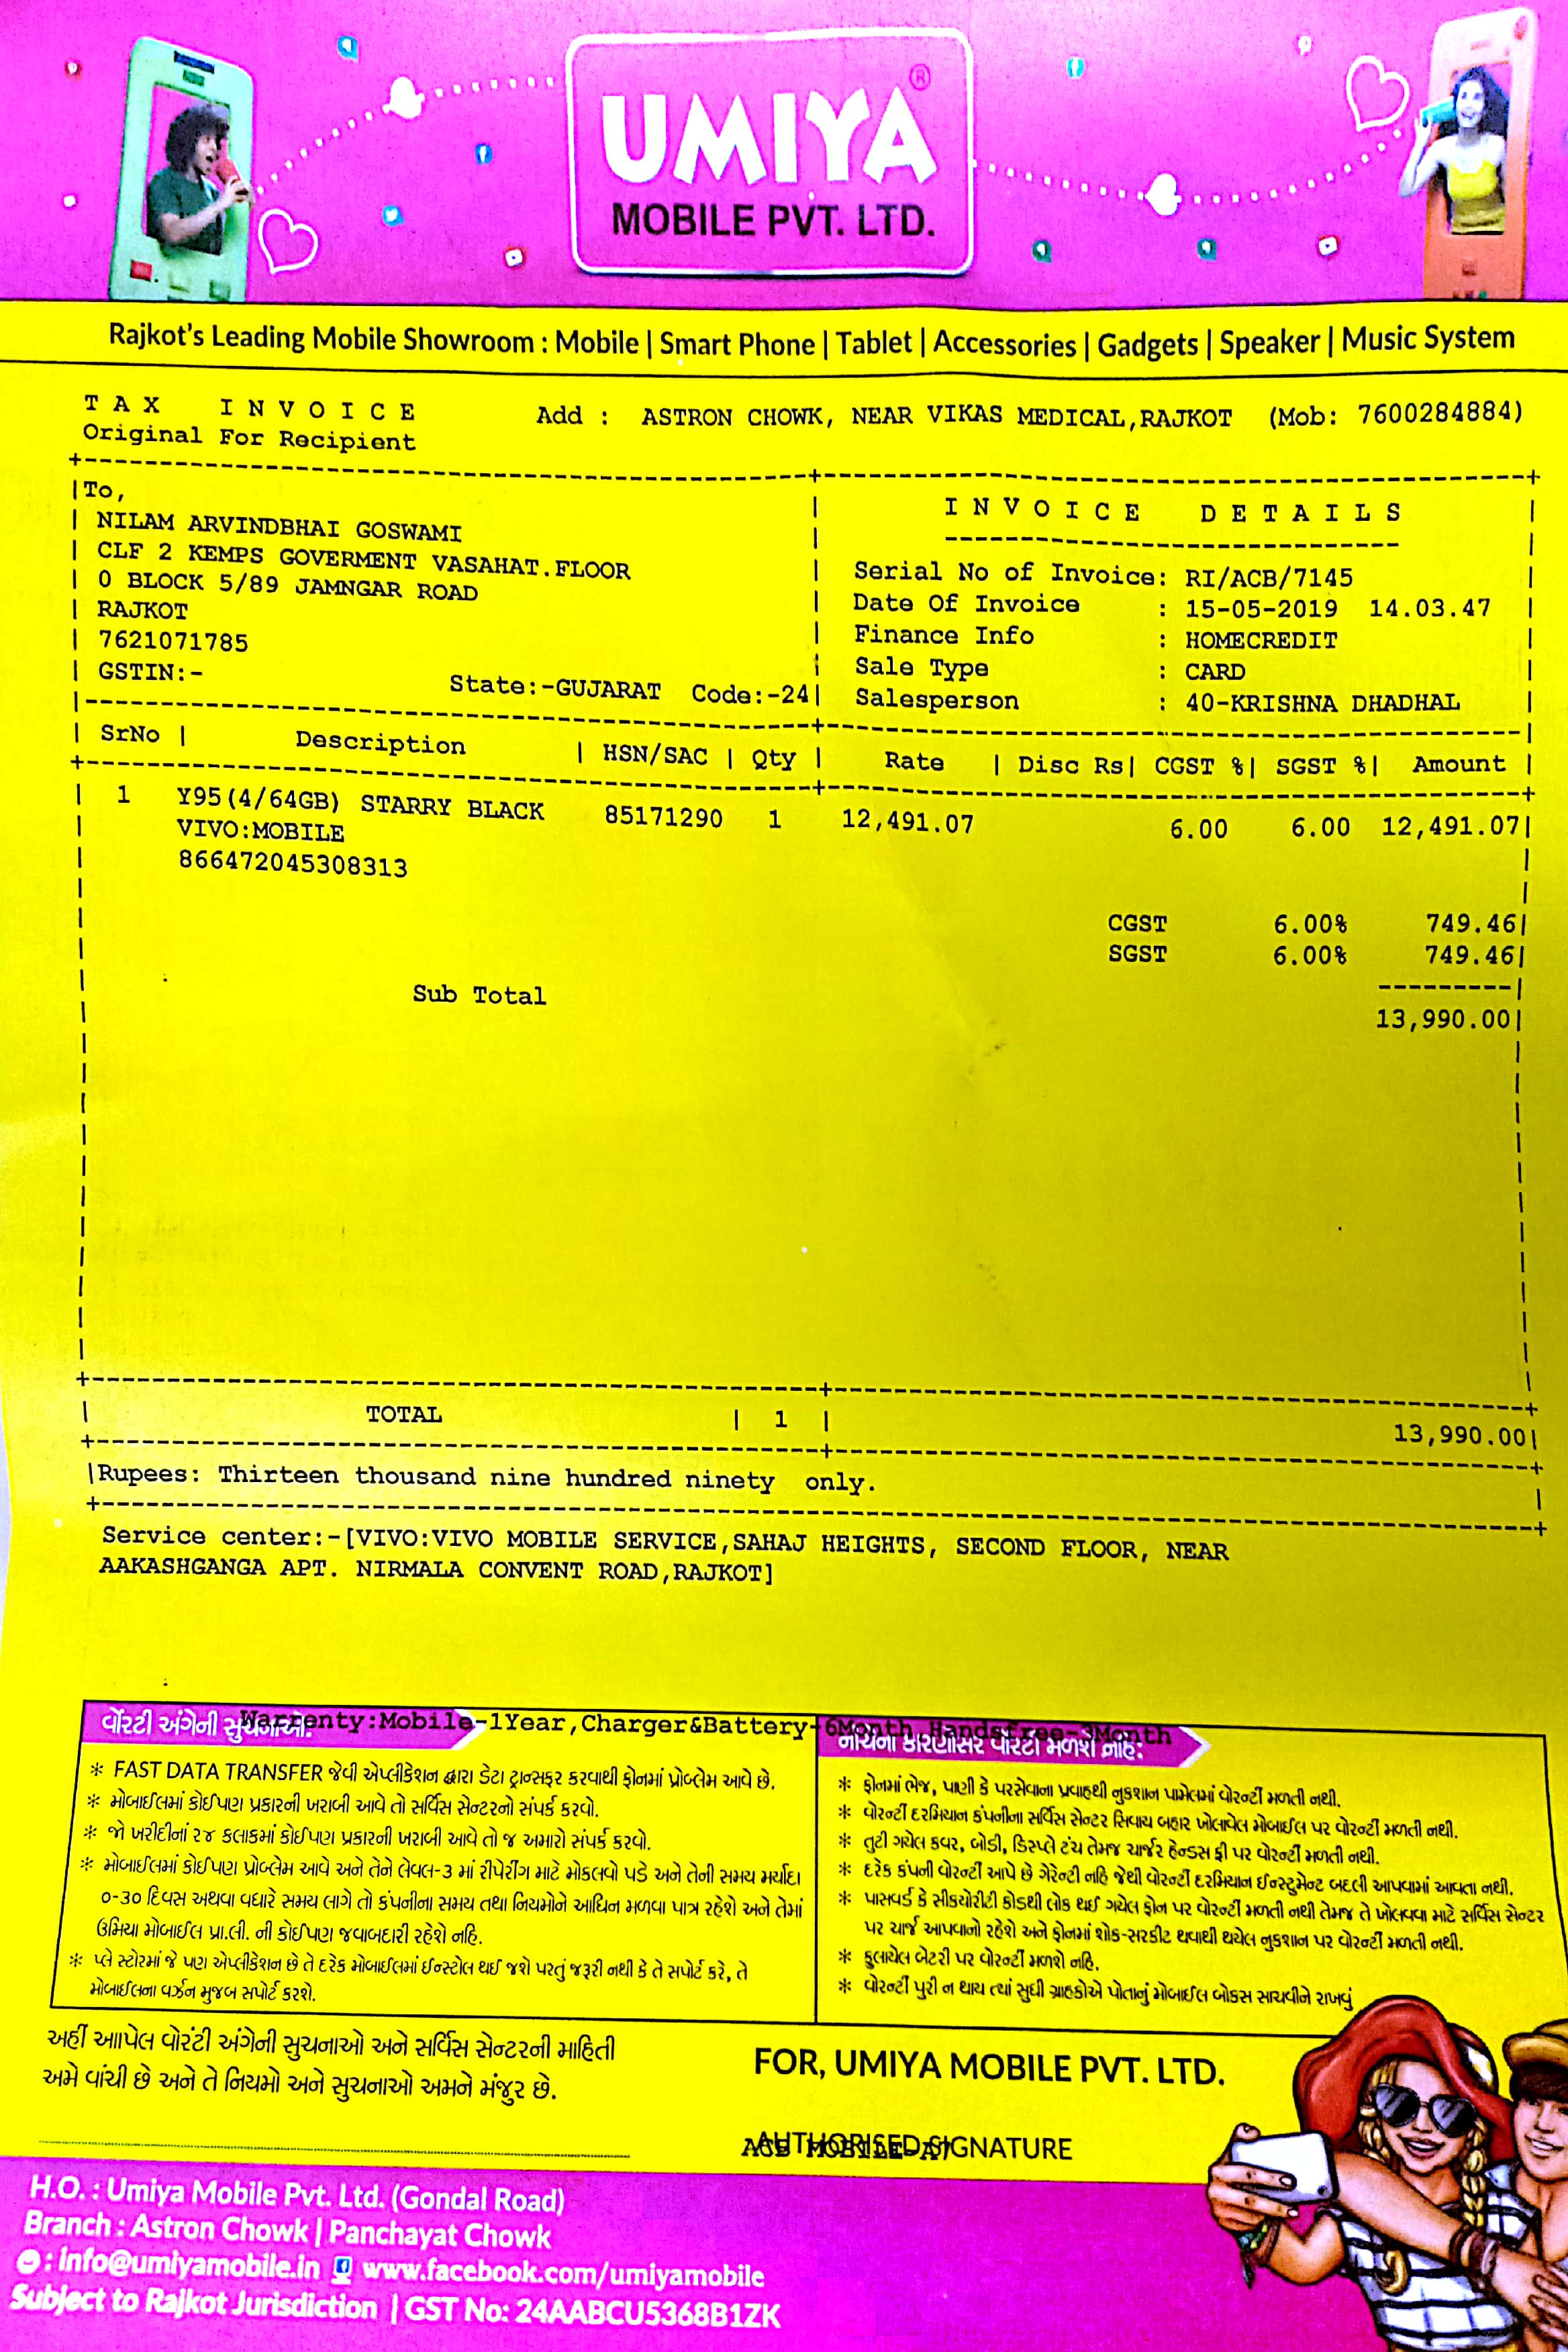 UMIYA ®
MOBILE PVT. LTD.
Rajkot's Leading Mobile Showroom : Mobile | Smart Phone | Tablet | Accessories | Gadgets | Speaker | Music System
TAX INVOICE Add : ASTRON CHOWK, NEAR VIKAS MEDICAL,RAJKOT (Mob: 7600284884)
Original For Recipient
To,
NILAM ARVINDBHAI GOSWAMI
CLF 2 KEMPS GOVERMENT VASAHAT.FLOOR
0 BLOCK 5/89 JAMNGAR ROAD
RAJKOT
7621071785
GSTIN:- State:-GUJARAT Code:-24
INVOICE DETAILS
Serial No of Invoice: RI/ACB/7145
Date Of Invoice : 15-05-2019 14.03.47
Finance Info : HOMECREDIT
Sale Type : CARD
Salesperson : 40-KRISHNA DHADHAL
SrNo | Description | HSN/SAC | Qty | Rate | Disc Rs| CGST %| SGST %| Amount |
1 Y95(4/64GB) STARRY BLACK 85171290 1 12,491.07 6.00 6.00 12,491.07
VIVO:MOBILE
866472045308313
CGST 6.00% 749.46
SGST 6.00% 749.46
Sub Total
13,990.00
TOTAL | 1 | 13,990.00
Rupees: Thirteen thousand nine hundred ninety only.
Service center:-[VIVO:VIVO MOBILE SERVICE,SAHAJ HEIGHTS, SECOND FLOOR, NEAR
AAKASHGANGA APT. NIRMALA CONVENT ROAD,RAJKOT]
Warrenty:Mobile-1Year,Charger&Battery-6Month,Handsfree-3Month
વોરંટી અંગેની સુચનાઓ:
* FAST DATA TRANSFER જેવી એપ્લીકેશન દ્વારા ડેટા ટ્રાન્સફર કરવાથી ફોનમાં પ્રોબ્લેમ આવે છે.
* મોબાઈલમાં કોઈપણ પ્રકારની ખરાબી આવે તો સર્વિસ સેન્ટરનો સંપર્ક કરવો.
* જો ખરીદીનાં ૨૪ કલાકમાં કોઈપણ પ્રકારની ખરાબી આવે તો જ અમારો સંપર્ક કરવો.
* મોબાઈલમાં કોઈપણ પ્રોબ્લેમ આવે અને તેને લેવલ-3 માં રીપેરીંગ માટે મોકલવો પડે અને તેની સમય મર્યાદા
૦-૩૦ દિવસ અથવા વધારે સમય લાગે તો કંપનીના સમય તથા નિયમોને આધિન મળવા પાત્ર રહેશે અને તેમાં
ઉમિયા મોબાઈલ પ્રા.લી. ની કોઈપણ જવાબદારી રહેશે નહિ.
* પ્લે સ્ટોરમાં જે પણ એપ્લીકેશન છે તે દરેક મોબાઈલમાં ઈન્સ્ટોલ થઈ જશે પરતું જરૂરી નથી કે તે સપોર્ટ કરે, તે
મોબાઈલના વર્ઝન મુજબ સપોર્ટ કરશે.
નીચેના કારણોસર વોરંટી મળશે નહિ:
* ફોનમાં ભેજ, પાણી કે પરસેવાના પ્રવાહથી નુકશાન પામેલમાં વોરન્ટી મળતી નથી.
* વોરન્ટી દરમિયાન કંપનીના સર્વિસ સેન્ટર સિવાય બહાર ખોલાવેલ મોબાઈલ પર વોરન્ટી મળતી નથી.
* તુટી ગયેલ કવર, બોડી, ડિસ્પ્લે ટચ તેમજ ચાર્જર હેન્ડસ ફ્રી પર વોરન્ટી મળતી નથી.
* દરેક કંપની વોરન્ટી આપે છે ગેરેન્ટી નહિ જેથી વોરન્ટી દરમિયાન ઈન્સ્ટ્રુમેન્ટ બદલી આપવામાં આવતા નથી.
* પાસવર્ડ કે સીકયોરીટી કોડથી લોક થઈ ગયેલ ફોન પર વોરન્ટી મળતી નથી તેમજ તે ખોલવવા માટે સર્વિસ સેન્ટર
પર ચાર્જ આપવાનો રહેશે અને ફોનમાં શોક-સરકીટ થવાથી થયેલ નુકશાન પર વોરન્ટી મળતી નથી.
* ફુલાયેલ બેટરી પર વોરન્ટી મળશે નહિ.
* વોરન્ટી પુરી ન થાય ત્યાં સુધી ગ્રાહકોએ પોતાનું મોબાઈલ બોકસ સાચવીને રાખવું
અહીં આપેલ વોરંટી અંગેની સુચનાઓ અને સર્વિસ સેન્ટરની માહિતી
અમે વાંચી છે અને તે નિયમો અને સુચનાઓ અમને મંજુર છે.
FOR, UMIYA MOBILE PVT. LTD.
AUTHORISED SIGNATURE
ACB MOBILE-A7
H.O. : Umiya Mobile Pvt. Ltd. (Gondal Road)
Branch : Astron Chowk | Panchayat Chowk
: info@umiyamobile.in www.facebook.com/umiyamobile
Subject to Rajkot Jurisdiction | GST No: 24AABCU5368B1ZK